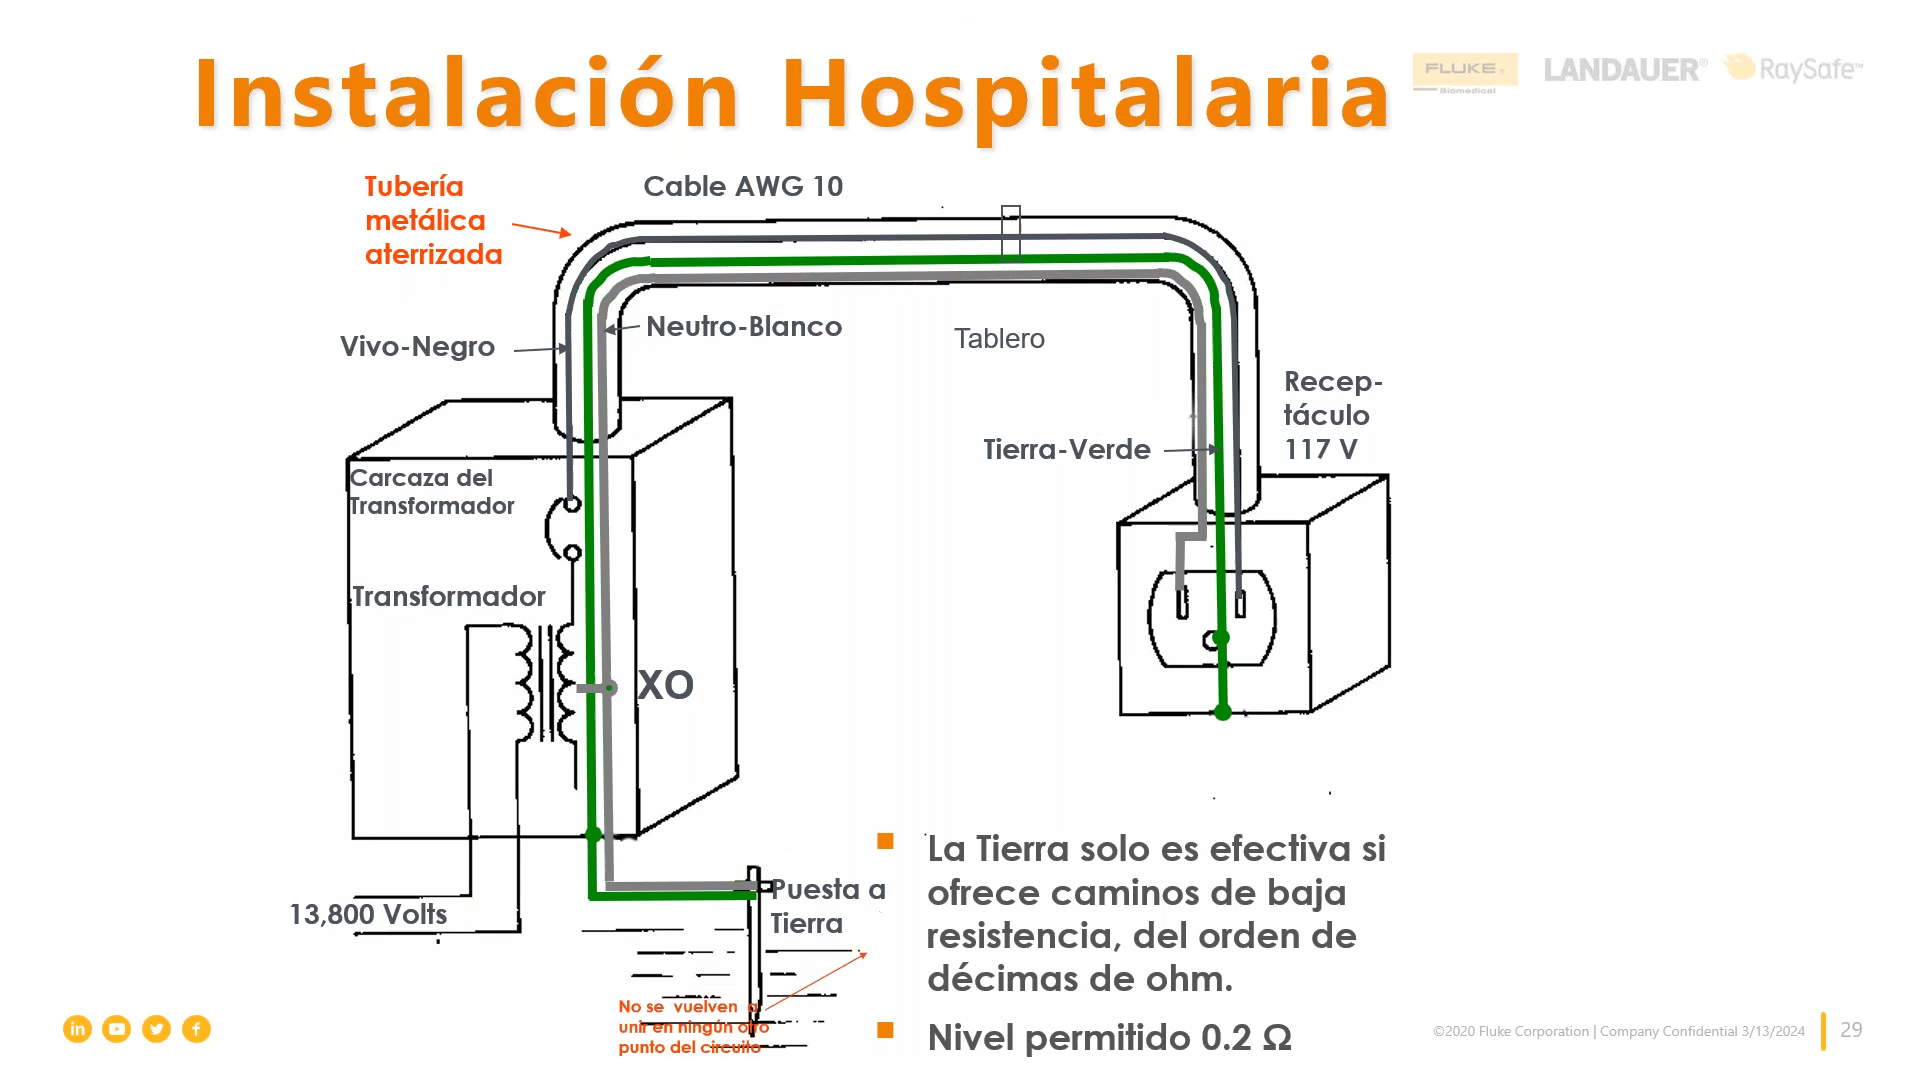 Instalación Hospitalaria
FLUKE®
Biomedical
LANDAUER®
RaySafe™
Tubería
metálica
aterrizada
Cable AWG 10
Vivo-Negro
Neutro-Blanco
Tablero
Recep-
táculo
117 V
Tierra-Verde
Carcaza del
Transformador
Transformador
XO
13,800 Volts
Puesta a
Tierra
No se vuelven a
unir en ningún otro
punto del circuito
La Tierra solo es efectiva si
ofrece caminos de baja
resistencia, del orden de
décimas de ohm.
Nivel permitido 0.2 Ω
©2020 Fluke Corporation | Company Confidential 3/13/2024
29